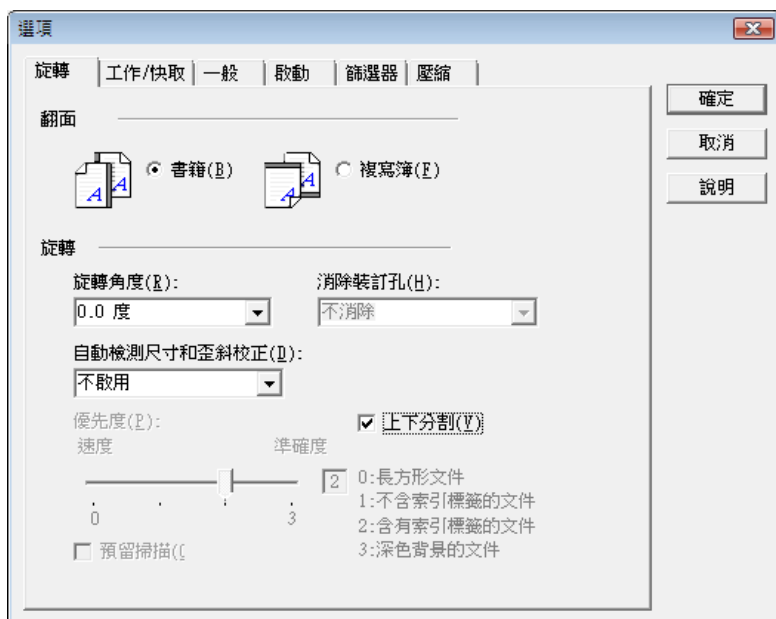 選項
旋轉 工作/快取 一般 啟動 篩選器 壓縮
確定
取消
說明
翻面
A A 書籍(B) A A 複寫簿(F)
旋轉
旋轉角度(R): 消除裝訂孔(H):
0.0 度 不消除
自動檢測尺寸和歪斜校正(D):
不啟用
優先度(P): 上下分割(V)
速度 準確度
2 0:長方形文件
0 3 1:不含索引標籤的文件
2:含有索引標籤的文件
預留掃描( 3:深色背景的文件